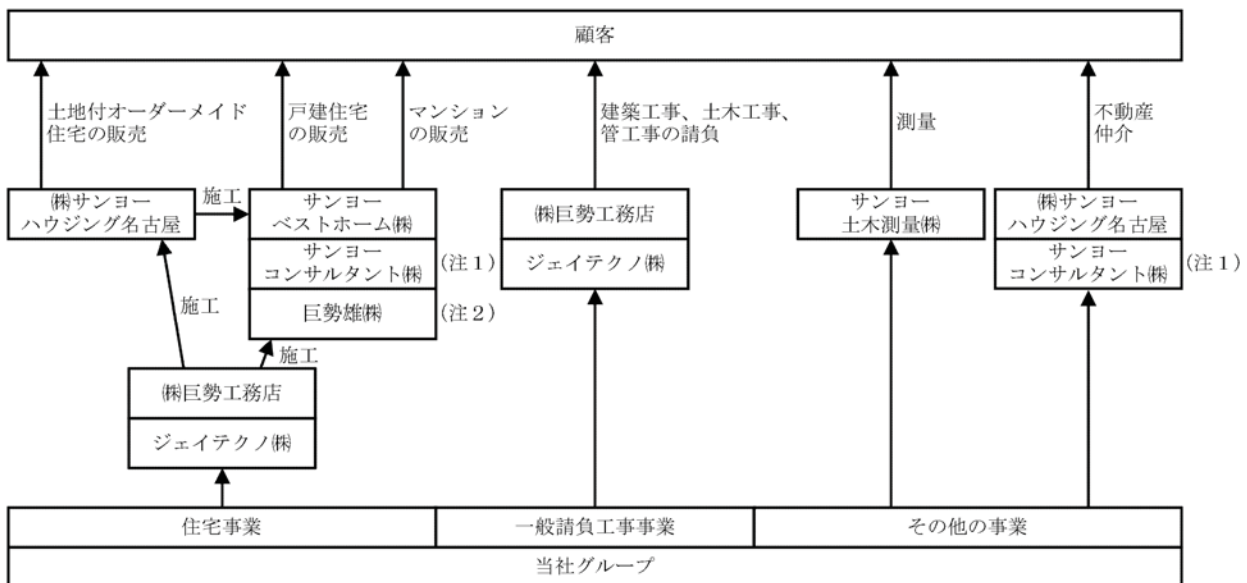 顧客
土地付オーダーメイド
住宅の販売
戸建住宅
の販売
マンション
の販売
建築工事、土木工事、
管工事の請負
測量
不動産
仲介
㈱サンヨー
ハウジング名古屋
施工
サンヨー
ベストホーム㈱
サンヨー
コンサルタント㈱
(注1)
巨勢雄㈱
(注2)
㈱巨勢工務店
ジェイテクノ㈱
サンヨー
土木測量㈱
㈱サンヨー
ハウジング名古屋
サンヨー
コンサルタント㈱
(注1)
施工
施工
㈱巨勢工務店
ジェイテクノ㈱
住宅事業
一般請負工事事業
その他の事業
当社グループ